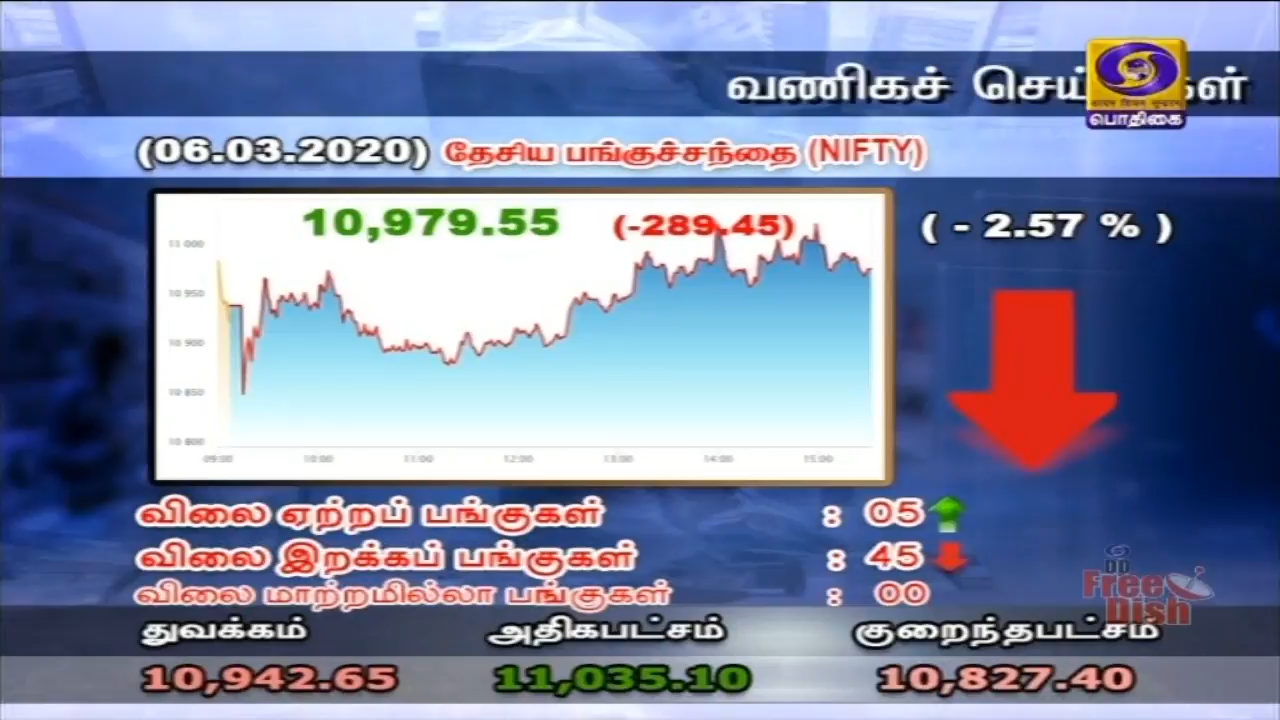 வணிகச் செய்
கள்
பொதிகை
(06.03.2020) தேசிய பங்குச்சந்தை (NIFTY)
10,979.55 (-289.45) ( - 2.57 % )
11 000
10 950
10 900
10 850
10 800
09:00 10:00 11:00 12:00 13:00 14:00 15:00
விலை ஏற்றப் பங்குகள் : 05
விலை இறக்கப் பங்குகள் : 45
விலை மாற்றமில்லா பங்குகள் : 00
DD
Free
Dish
துவக்கம் அதிகபட்சம் குறைந்தபட்சம்
10,942.65 11,035.10 10,827.40